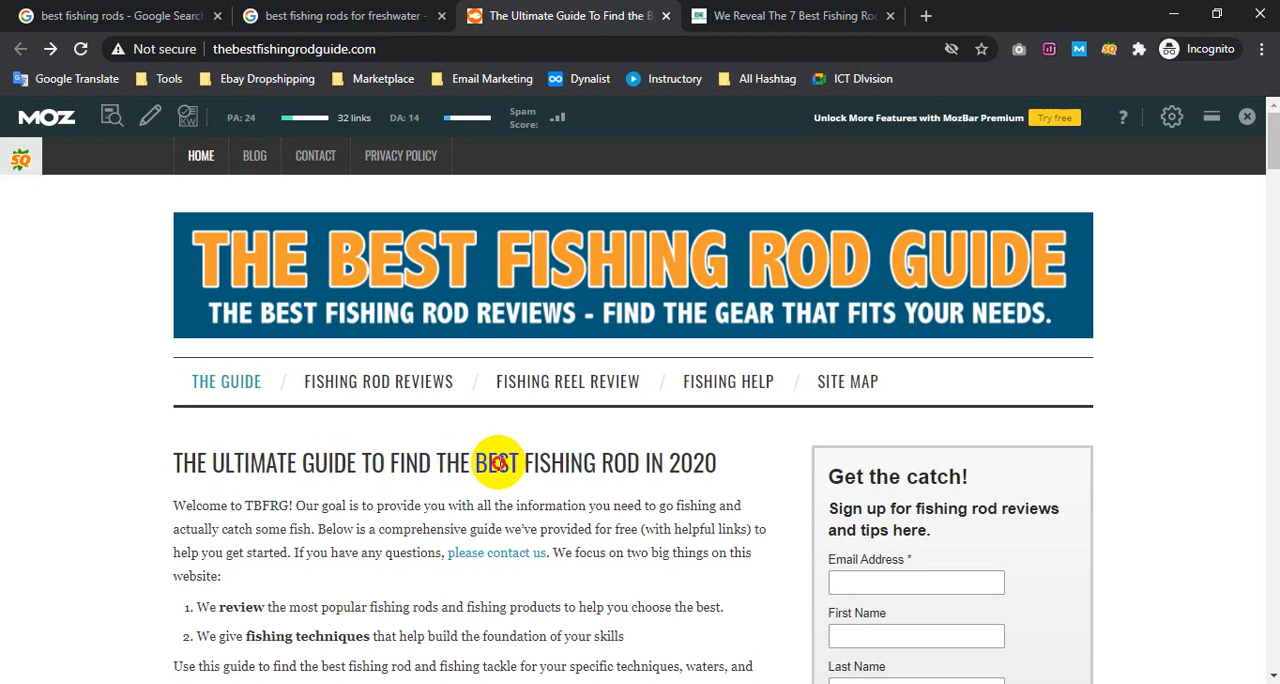 best fishing rods - Google Search
best fishing rods for freshwater -
The Ultimate Guide To Find the B
We Reveal The 7 Best Fishing Ro
Not secure
thebestfishingrodguide.com
Incognito
Google Translate
Tools
Ebay Dropshipping
Marketplace
Email Marketing
Dynalist
Instructory
All Hashtag
ICT DIvision
MOZ
KW
PA: 24
32 links
DA: 14
Spam
Score:
Unlock More Features with MozBar Premium
Try free
?
SQ
HOME
BLOG
CONTACT
PRIVACY POLICY
THE BEST FISHING ROD GUIDE
THE BEST FISHING ROD REVIEWS - FIND THE GEAR THAT FITS YOUR NEEDS.
THE GUIDE / FISHING ROD REVIEWS / FISHING REEL REVIEW / FISHING HELP / SITE MAP
THE ULTIMATE GUIDE TO FIND THE BEST FISHING ROD IN 2020
Welcome to TBFRG! Our goal is to provide you with all the information you need to go fishing and
actually catch some fish. Below is a comprehensive guide we've provided for free (with helpful links) to
help you get started. If you have any questions, please contact us. We focus on two big things on this
website:
1. We review the most popular fishing rods and fishing products to help you choose the best.
2. We give fishing techniques that help build the foundation of your skills
Use this guide to find the best fishing rod and fishing tackle for your specific techniques, waters, and
Get the catch!
Sign up for fishing rod reviews
and tips here.
Email Address *
First Name
Last Name